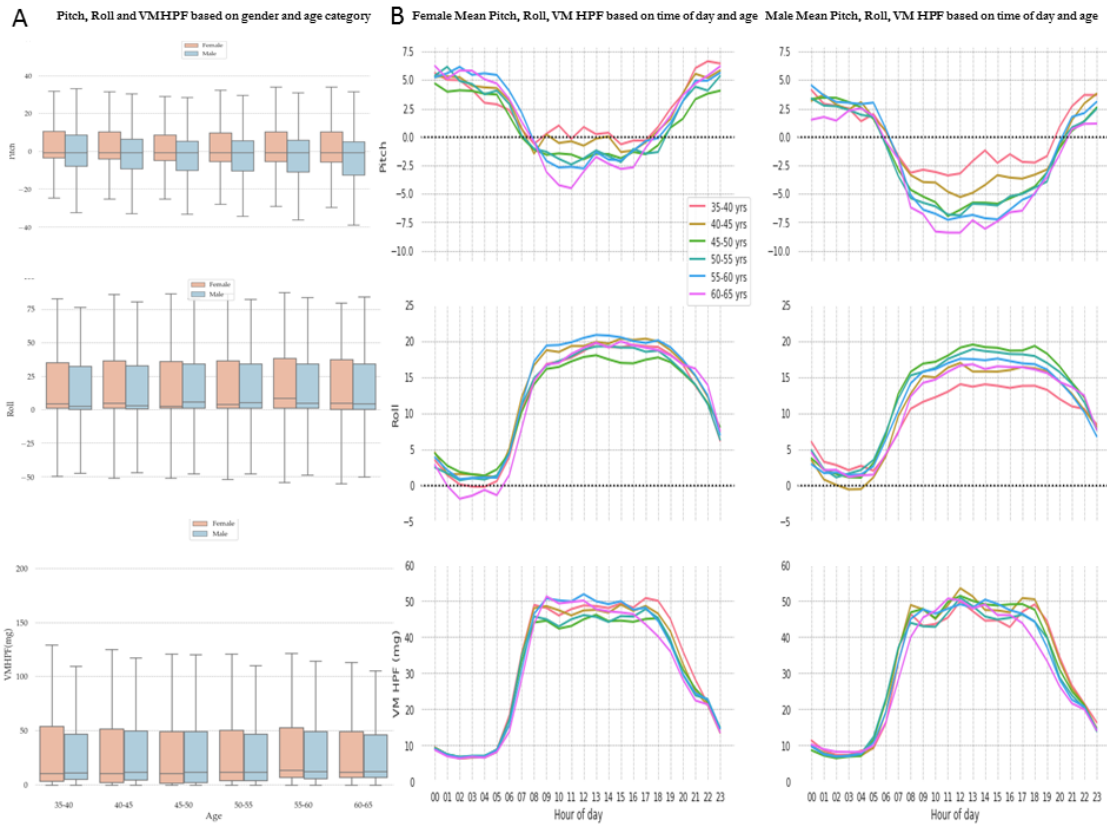 A
Pitch, Roll and VMHPF based on gender and age category
Female
Male
Pitch
40
20
0
−20
−40
Female
Male
Roll
75
50
25
0
−25
−50
Female
Male
VMHPF(mg)
200
150
100
50
0
35-40
40-45
45-50
50-55
55-60
60-65
Age
B
Female Mean Pitch, Roll, VM HPF based on time of day and age
Pitch
7.5
5.0
2.5
0.0
−2.5
−5.0
−7.5
−10.0
35-40 yrs
40-45 yrs
45-50 yrs
50-55 yrs
55-60 yrs
60-65 yrs
Roll
25
20
15
10
5
0
−5
VM HPF (mg)
60
50
40
30
20
10
0
00 01 02 03 04 05 06 07 08 09 10 11 12 13 14 15 16 17 18 19 20 21 22 23
Hour of day
Male Mean Pitch, Roll, VM HPF based on time of day and age
7.5
5.0
2.5
0.0
−2.5
−5.0
−7.5
−10.0
25
20
15
10
5
0
−5
60
50
40
30
20
10
0
00 01 02 03 04 05 06 07 08 09 10 11 12 13 14 15 16 17 18 19 20 21 22 23
Hour of day